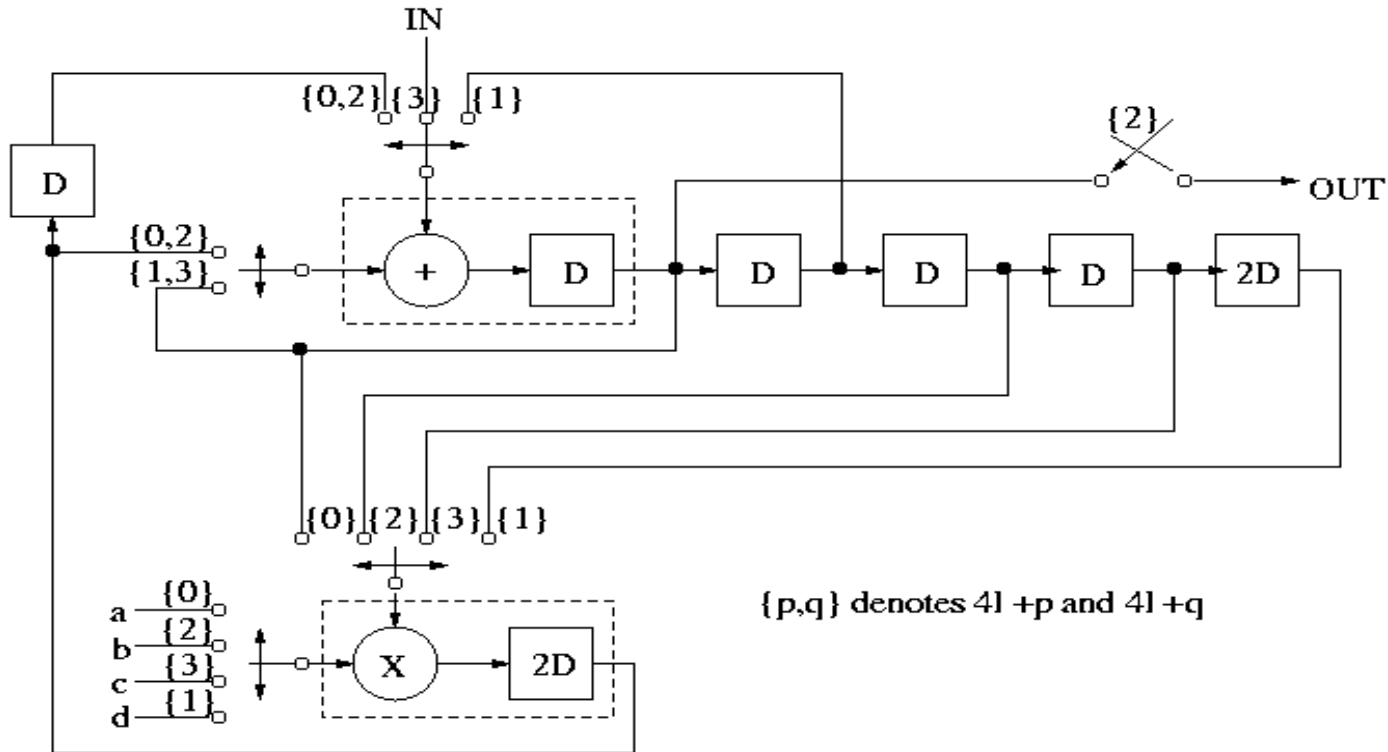 IN
{0,2} {3} {1}
{2}
D
OUT
{0,2}
{1,3}
+ D D D D 2D
{0} {2} {3} {1}
a {0}
b {2}
c {3}
d {1}
X 2D
{p,q} denotes 4l +p and 4l +q